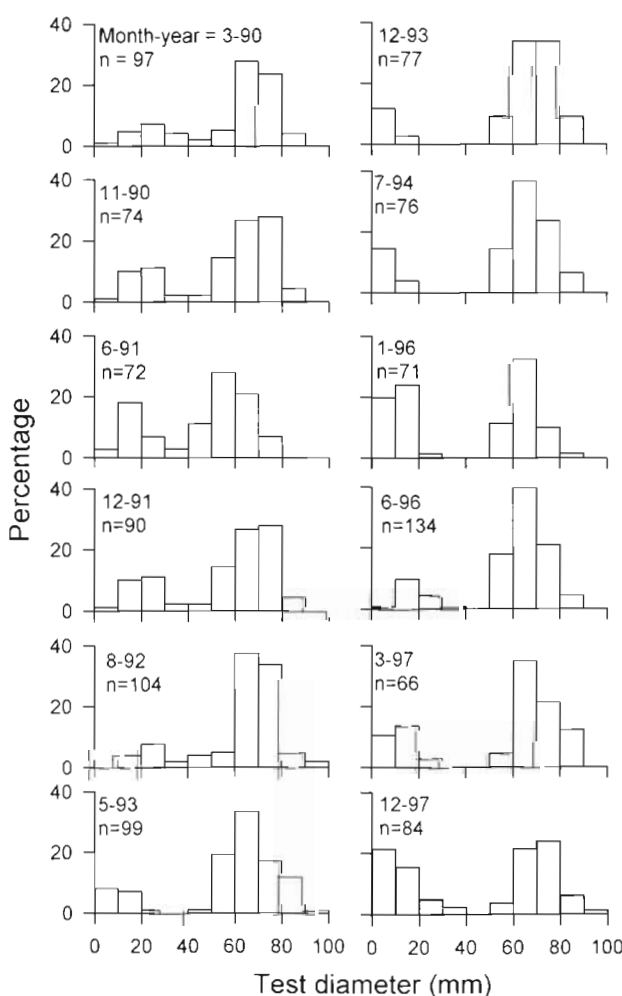 40
20
0
Month-year = 3-90
n = 97
12-93
n=77
40
20
0
11-90
n=74
7-94
n=76
40
20
0
6-91
n=72
1-96
n=71
40
20
0
12-91
n=90
6-96
n=134
40
20
0
8-92
n=104
3-97
n=66
40
20
0
5-93
n=99
12-97
n=84
0 20 40 60 80 100
0 20 40 60 80 100
Percentage
Test diameter (mm)